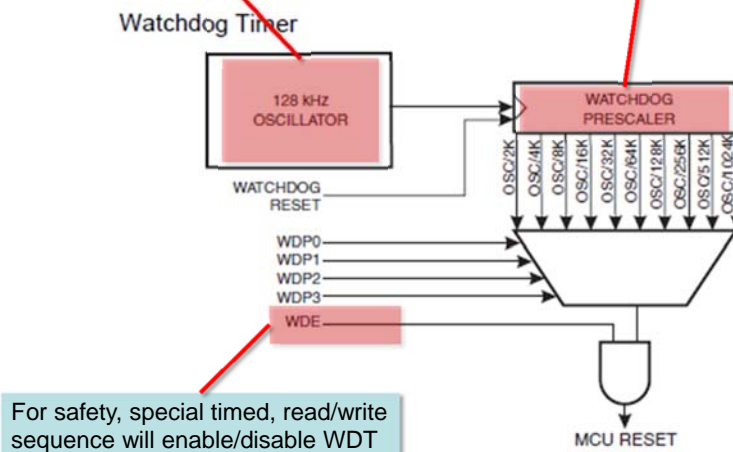 Watchdog Timer
128 kHz
OSCILLATOR
WATCHDOG
PRESCALER
WATCHDOG
RESET
OSC/2K
OSC/4K
OSC/8K
OSC/16K
OSC/32K
OSC/64K
OSC/128K
OSC/256K
OSC/512K
OSC/1024K
WDP0
WDP1
WDP2
WDP3
WDE
For safety, special timed, read/write
sequence will enable/disable WDT
MCU RESET